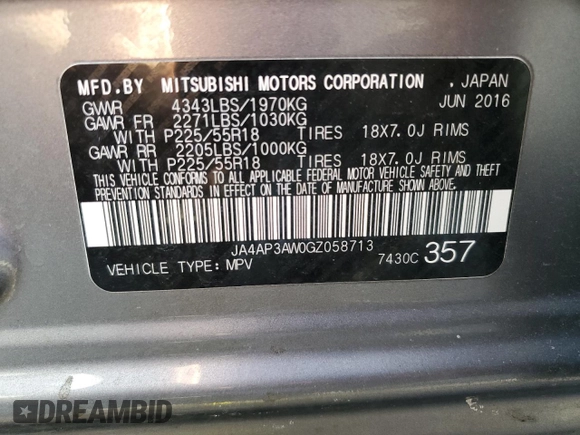 MFD.BY MITSUBISHI MOTORS CORPORATION , JAPAN
GVWR 4343LBS/1970KG JUN 2016
GAWR FR 2271LBS/1030KG
WITH P225/55R18 TIRES 18X7.0J RIMS
GAWR RR 2205LBS/1000KG
WITH P225/55R18 TIRES 18X7.0J RIMS
THIS VEHICLE CONFORMS TO ALL APPLICABLE FEDERAL MOTOR VEHICLE SAFETY AND THEFT
PREVENTION STANDARDS IN EFFECT ON THE DATE OF MANUFACTURE SHOWN ABOVE.
JA4AP3AW0GZ058713
VEHICLE TYPE: MPV 7430C 357
DREAMBID